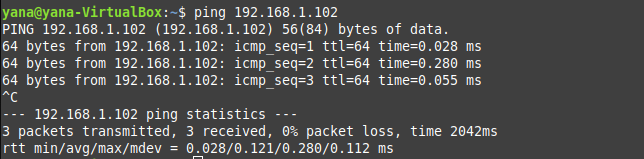 yana@yana-VirtualBox:~$ ping 192.168.1.102
PING 192.168.1.102 (192.168.1.102) 56(84) bytes of data.
64 bytes from 192.168.1.102: icmp_seq=1 ttl=64 time=0.028 ms
64 bytes from 192.168.1.102: icmp_seq=2 ttl=64 time=0.280 ms
64 bytes from 192.168.1.102: icmp_seq=3 ttl=64 time=0.055 ms
^C
--- 192.168.1.102 ping statistics ---
3 packets transmitted, 3 received, 0% packet loss, time 2042ms
rtt min/avg/max/mdev = 0.028/0.121/0.280/0.112 ms